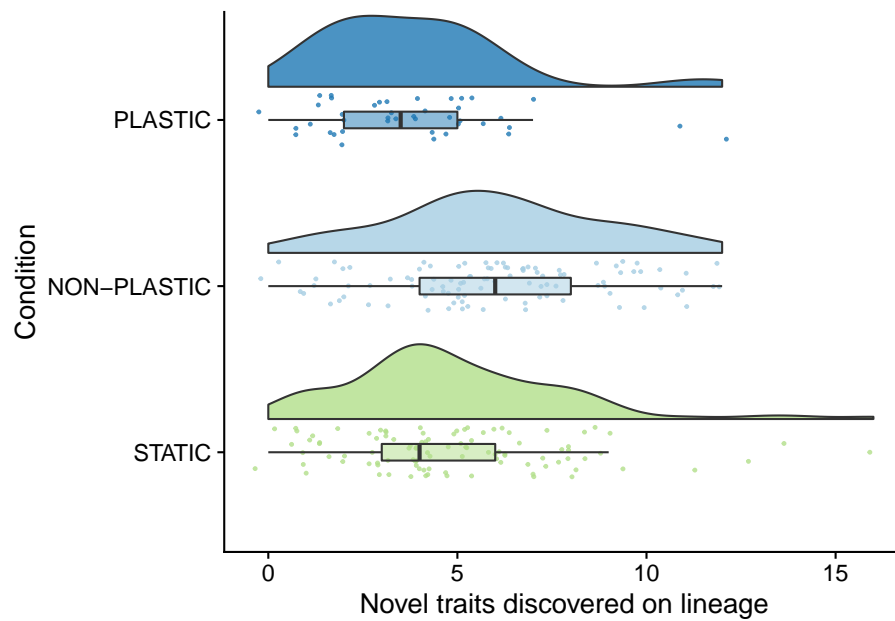 Condition
PLASTIC
NON−PLASTIC
STATIC
0 5 10 15
Novel traits discovered on lineage